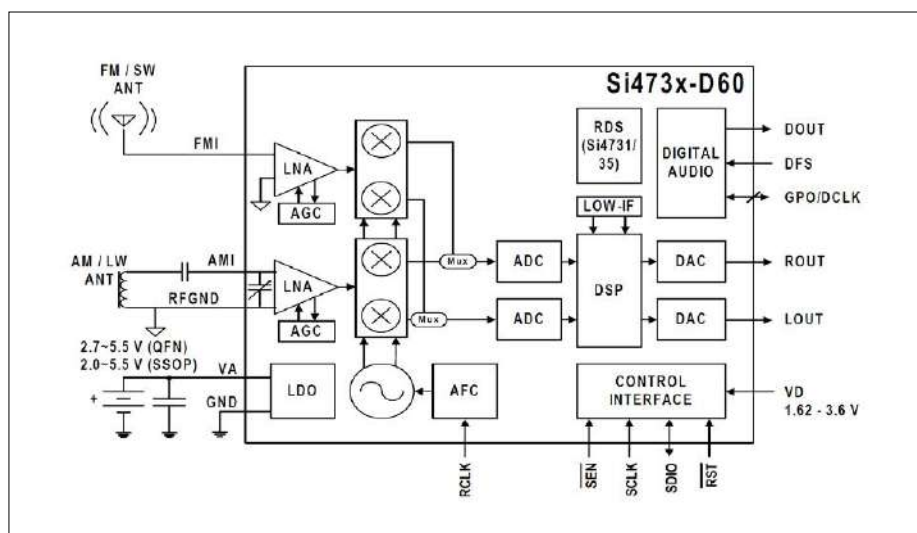 Si473x-D60
FM / SW
ANT
FMI
LNA
AGC
RDS
(Si4731/
35)
DIGITAL
AUDIO
DOUT
DFS
GPO/DCLK
LOW-IF
AM / LW
ANT
AMI
RFGND
LNA
AGC
Mux
Mux
ADC
ADC
DSP
DAC
DAC
ROUT
LOUT
2.7~5.5 V (QFN)
2.0~5.5 V (SSOP)
VA
+
GND
LDO
AFC
CONTROL
INTERFACE
VD
1.62 - 3.6 V
RCLK
SEN
SCLK
SDIO
RST